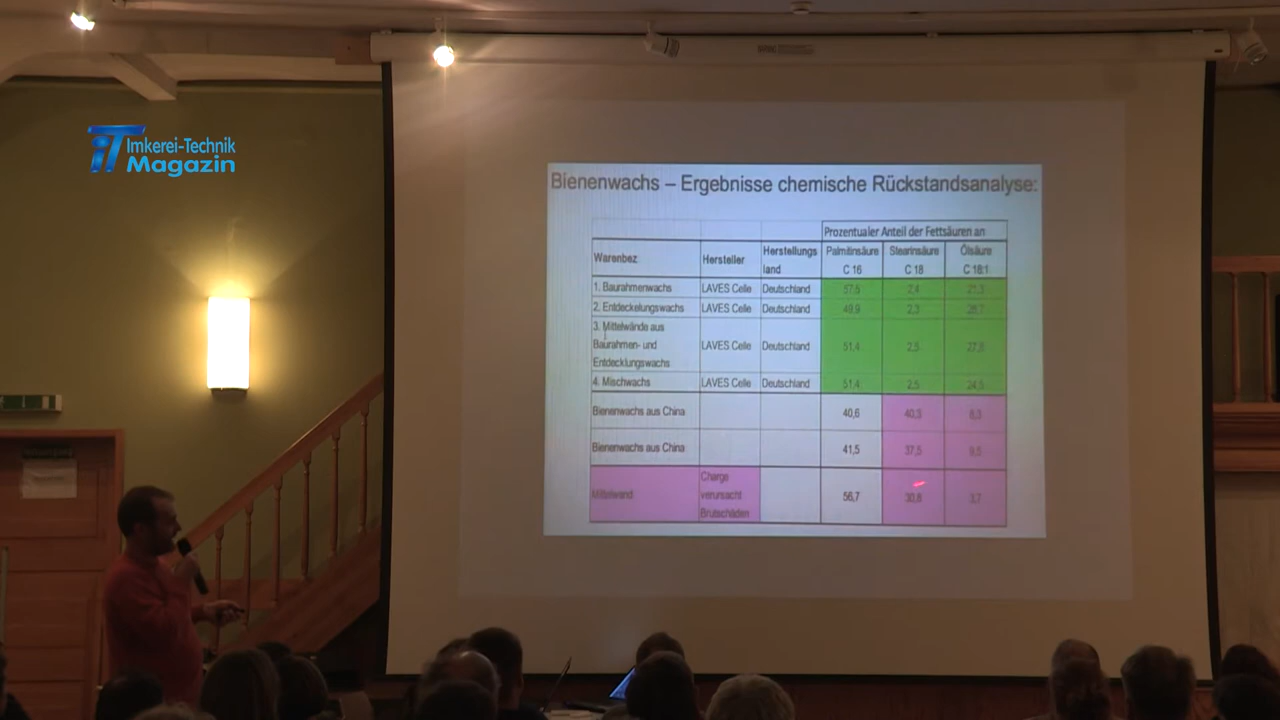 iT Imkerei-Technik
Magazin
Bienenwachs – Ergebnisse chemische Rückstandsanalyse:
Prozentualer Anteil der Fettsäuren an
Warenbez Hersteller Herstellungs land Palmitinsäure C 16 Stearinsäure C 18 Ölsäure C 18:1
1. Baurahmenwachs LAVES Celle Deutschland 57,5 2,4 21,3
2. Entdeckelungswachs LAVES Celle Deutschland 49,9 2,3
3. Mittelwände aus
Baurahmen- und LAVES Celle Deutschland 51,4 2,5 27,8
Entdecklungswachs
4. Mischwachs LAVES Celle Deutschland 51,4 2,5 24,5
Bienenwachs aus China 40,6 40,3 8,3
Bienenwachs aus China 41,5 37,5 9,5
Mittelwand Charge 56,7 30,8 3,7
verursacht
Brutschäden